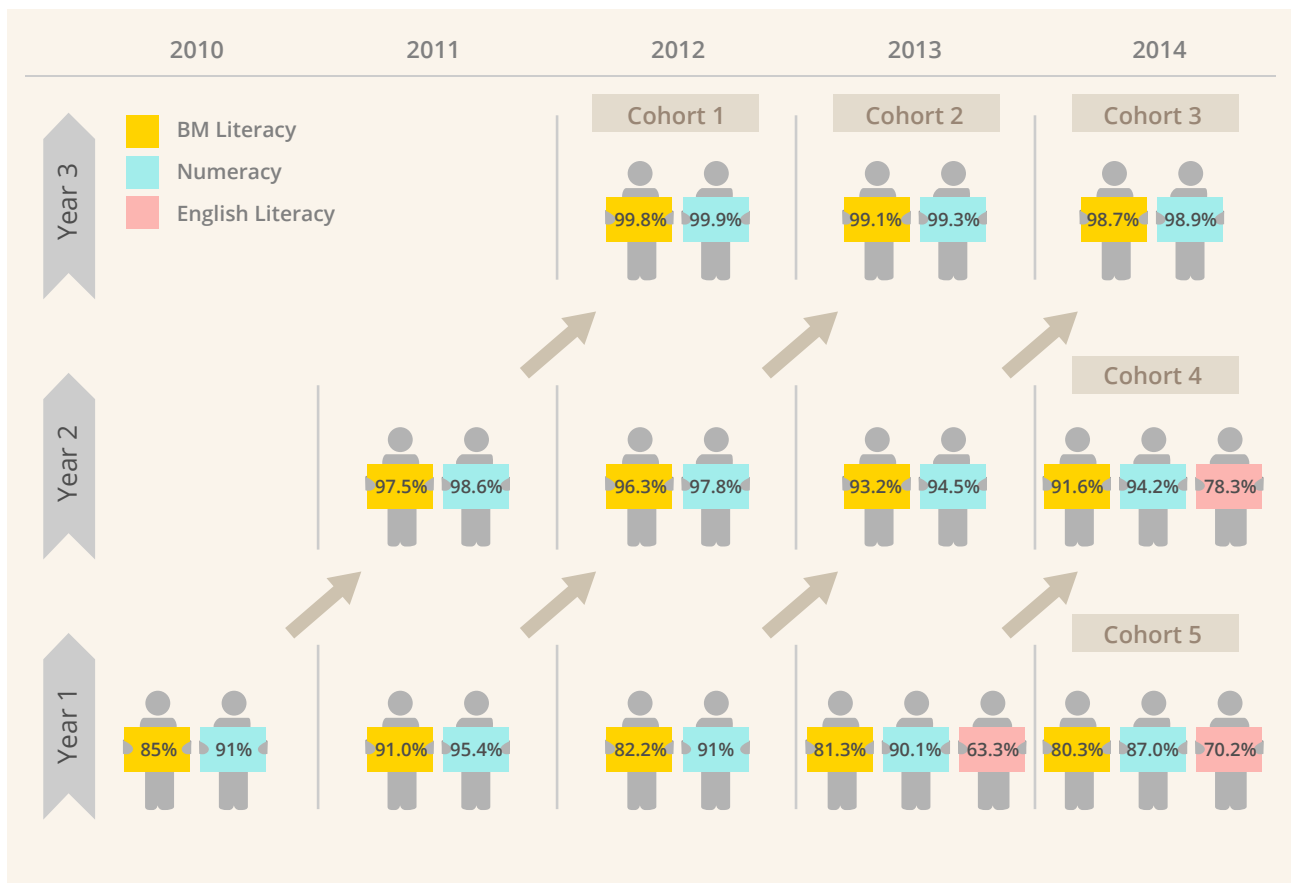 2010 2011 2012 2013 2014
Cohort 1 Cohort 2 Cohort 3
BM Literacy
Numeracy
English Literacy
Year 3
99.8% 99.9% 99.1% 99.3% 98.7% 98.9%
Cohort 4
Year 2
97.5% 98.6% 96.3% 97.8% 93.2% 94.5% 91.6% 94.2% 78.3%
Cohort 5
Year 1
85% 91% 91.0% 95.4% 82.2% 91% 81.3% 90.1% 63.3% 80.3% 87.0% 70.2%